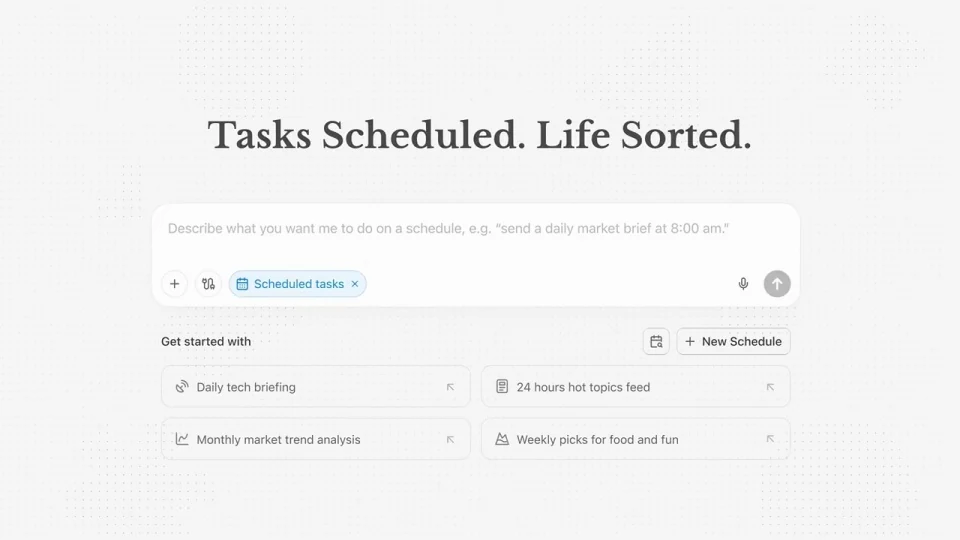 Tasks Scheduled. Life Sorted.
Describe what you want me to do on a schedule, e.g. “send a daily market brief at 8:00 am.”
Scheduled tasks
Get started with
New Schedule
Daily tech briefing
24 hours hot topics feed
Monthly market trend analysis
Weekly picks for food and fun